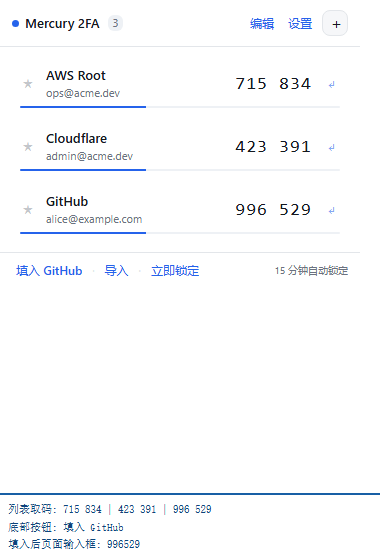 Mercury 2FA 3 编辑 设置 +
★ AWS Root
ops@acme.dev
715 834 ↲
★ Cloudflare
admin@acme.dev
423 391 ↲
★ GitHub
alice@example.com
996 529 ↲
填入 GitHub · 导入 · 立即锁定 15 分钟自动锁定
列表取码: 715 834 | 423 391 | 996 529
底部按钮: 填入 GitHub
填入后页面输入框: 996529